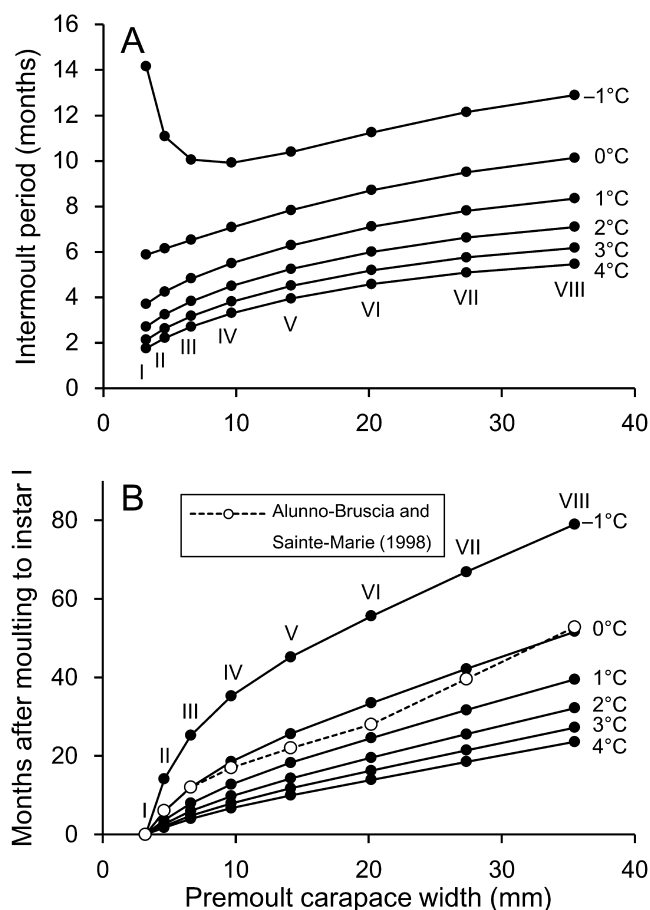 A
Intermoult period (months)
16
14
12
10
8
6
4
2
0
–1°C
0°C
1°C
2°C
3°C
4°C
I
II
III
IV
V
VI
VII
VIII
0
10
20
30
40
B
Months after moulting to instar I
Alunno-Bruscia and
Sainte-Marie (1998)
80
60
40
20
0
I
II
III
IV
V
VI
VII
VIII
–1°C
0°C
1°C
2°C
3°C
4°C
0
10
20
30
40
Premoult carapace width (mm)